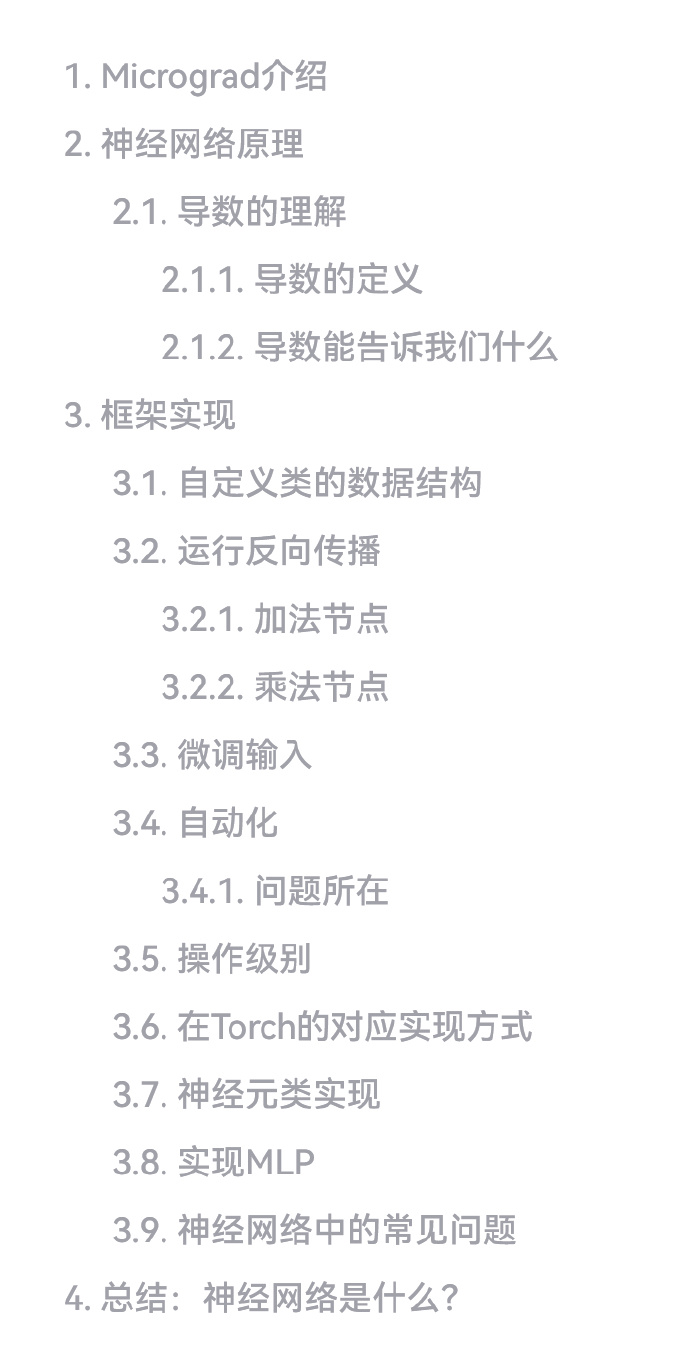 1. Micrograd介绍
2. 神经网络原理
2.1. 导数的理解
2.1.1. 导数的定义
2.1.2. 导数能告诉我们什么
3. 框架实现
3.1. 自定义类的数据结构
3.2. 运行反向传播
3.2.1. 加法节点
3.2.2. 乘法节点
3.3. 微调输入
3.4. 自动化
3.4.1. 问题所在
3.5. 操作级别
3.6. 在Torch的对应实现方式
3.7. 神经元类实现
3.8. 实现MLP
3.9. 神经网络中的常见问题
4. 总结：神经网络是什么？